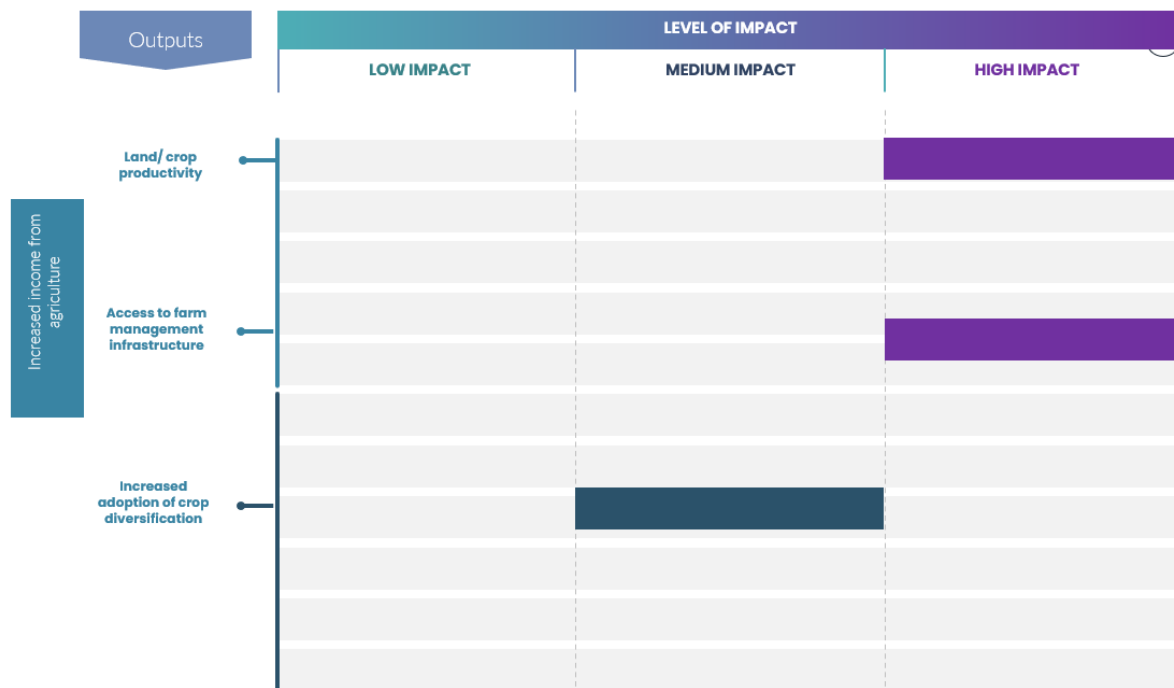 Outputs
LEVEL OF IMPACT
LOW IMPACT
MEDIUM IMPACT
HIGH IMPACT
Land/ crop
productivity
Increased income from
agriculture
Access to farm
management
infrastructure
Increased
adoption of crop
diversification